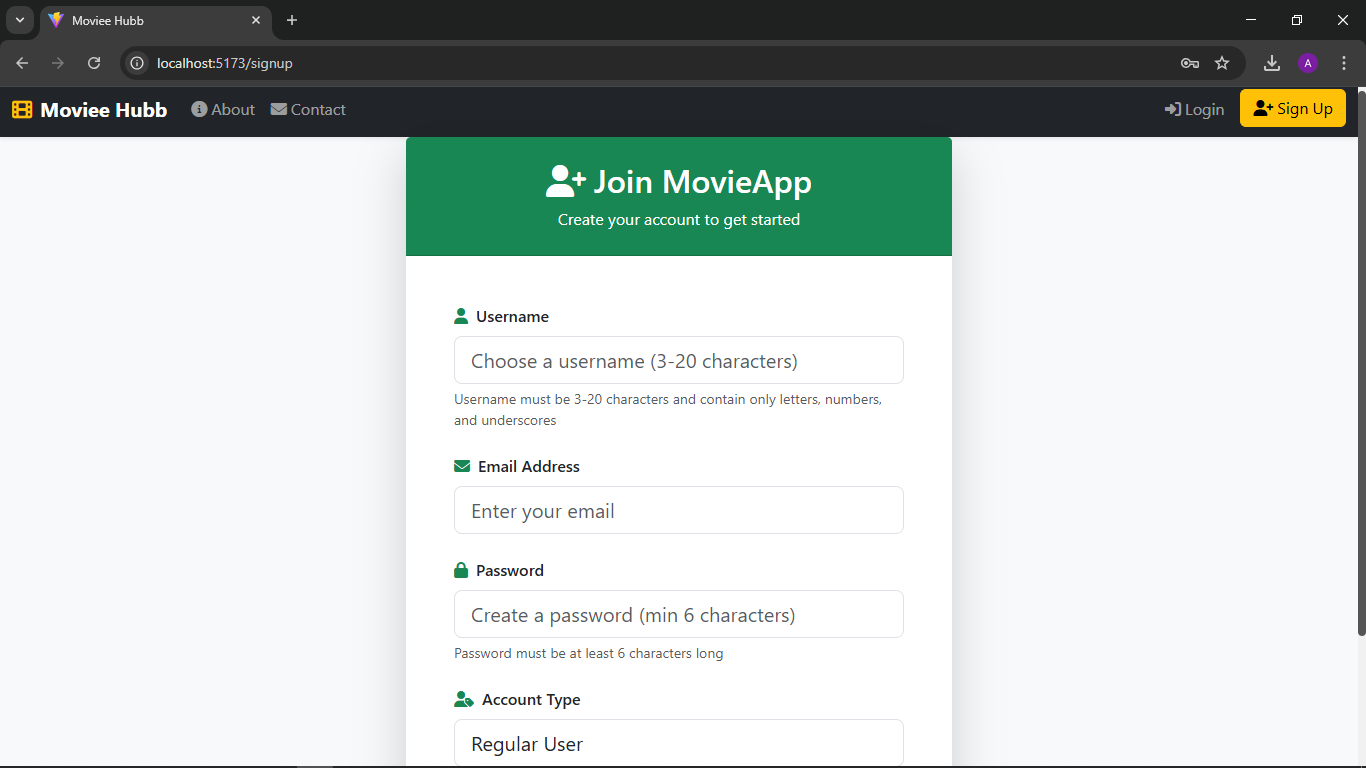 Moviee Hubb
localhost:5173/signup
A
Moviee Hubb About Contact Login Sign Up
Join MovieApp
Create your account to get started
Username
Choose a username (3-20 characters)
Username must be 3-20 characters and contain only letters, numbers,
and underscores
Email Address
Enter your email
Password
Create a password (min 6 characters)
Password must be at least 6 characters long
Account Type
Regular User